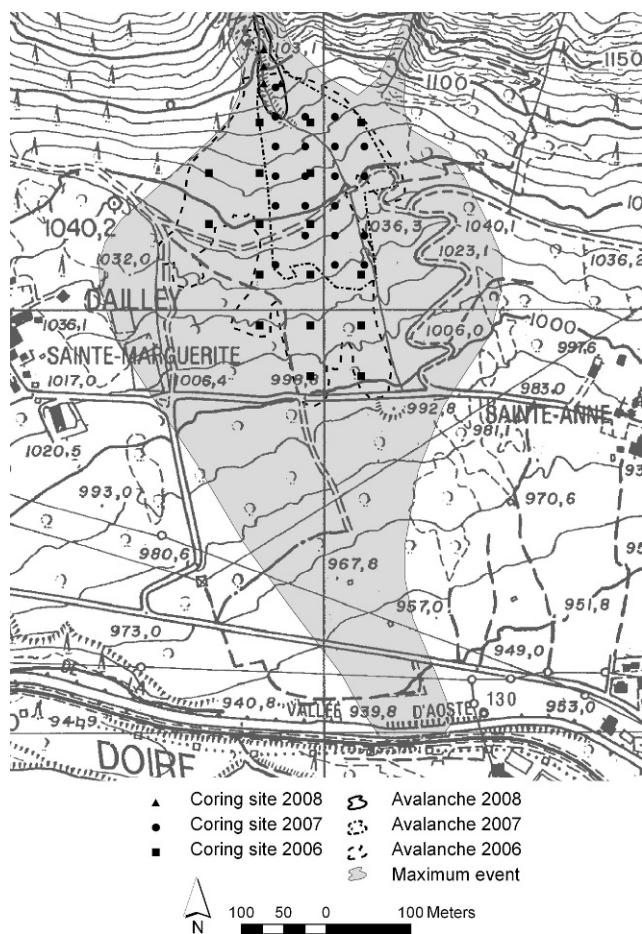 103,1
1150
1100
1040,2
1036,3
1040,1
1032,0
1023,1
1036,2
DAILLEY
1036,1
1006,0
1000
997,6
SAINTE-MARGUERITE
1017,0
1006,4
998,8
983,0
992,8
SAINTE-ANNE
981,1
1020,5
993,0
970,6
980,6
967,8
957,0
951,8
973,0
949,0
940,8
VALLÉE 939,8 D'AOSTE
130
953,0
DOIRE
Coring site 2008 Avalanche 2008
Coring site 2007 Avalanche 2007
Coring site 2006 Avalanche 2006
Maximum event
N
100 50 0 100 Meters